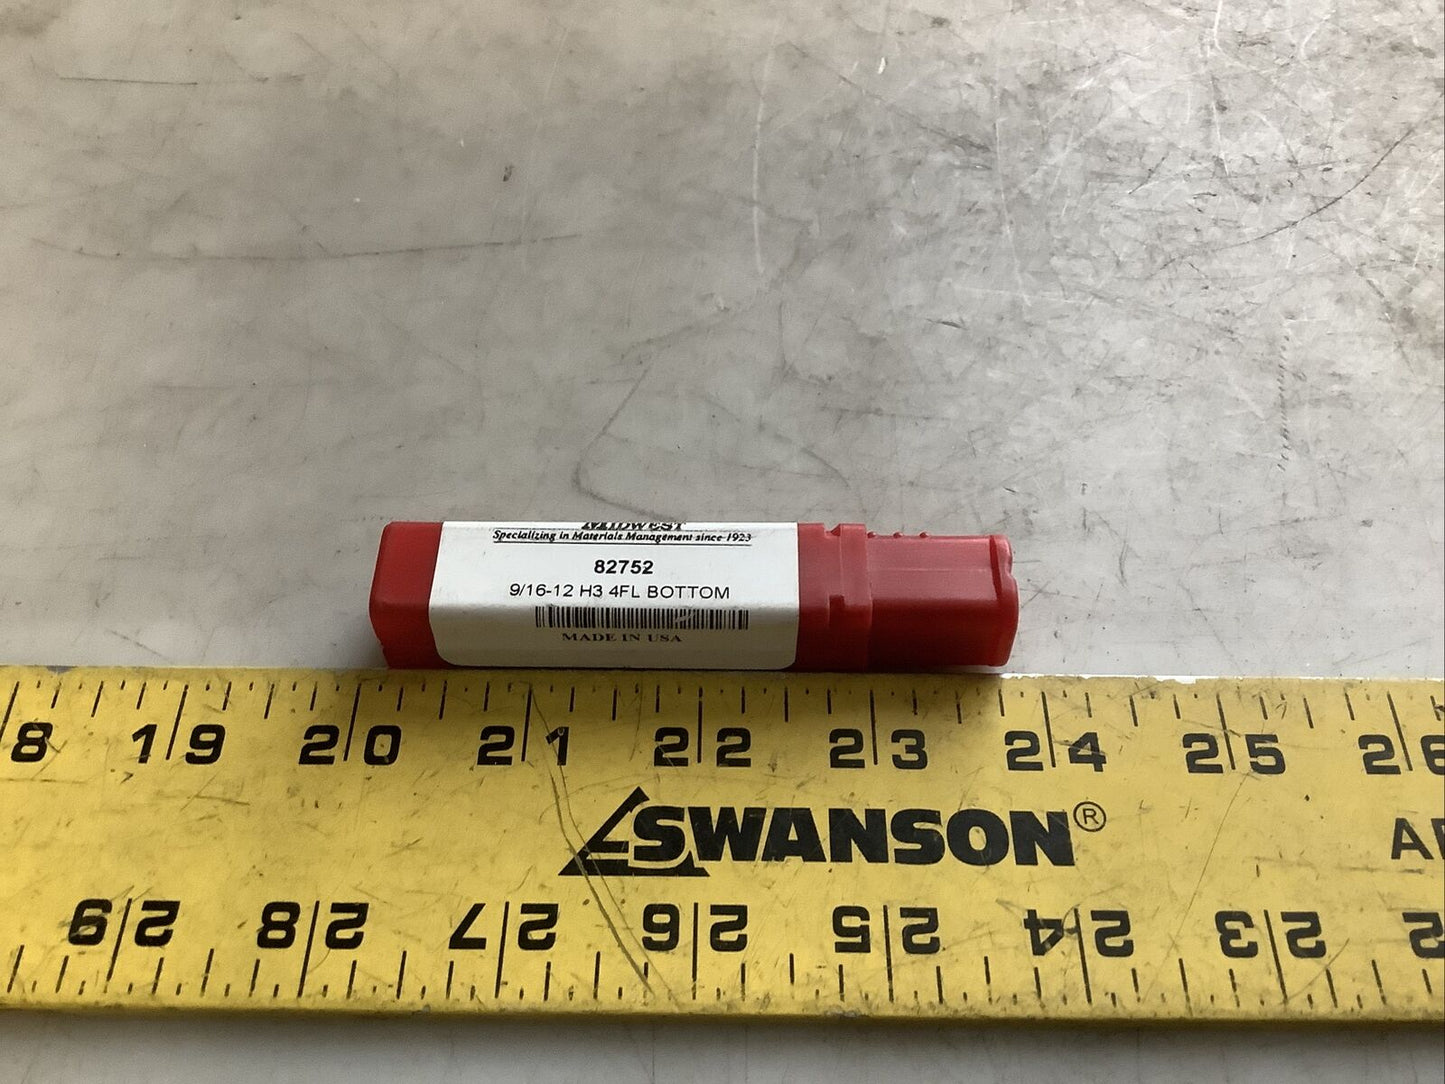 MIDWEST
Specializing in Materials Management since 1923
82752
9/16-12 H3 4FL BOTTOM
MADE IN USA
8 19 20 21 22 23 24 25 26
SWANSON®
29 28 27 26 25 24 23 2